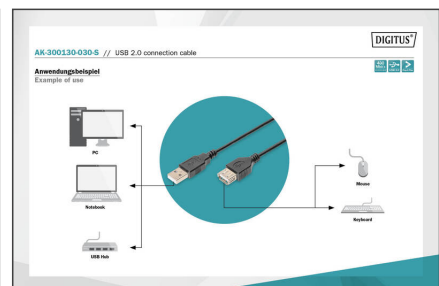 DIGITUS®
AK-300130-030-S // USB 2.0 connection cable
Anwendungsbeispiel
Example of use
PC
Notebook
USB Hub
Mouse
Keyboard